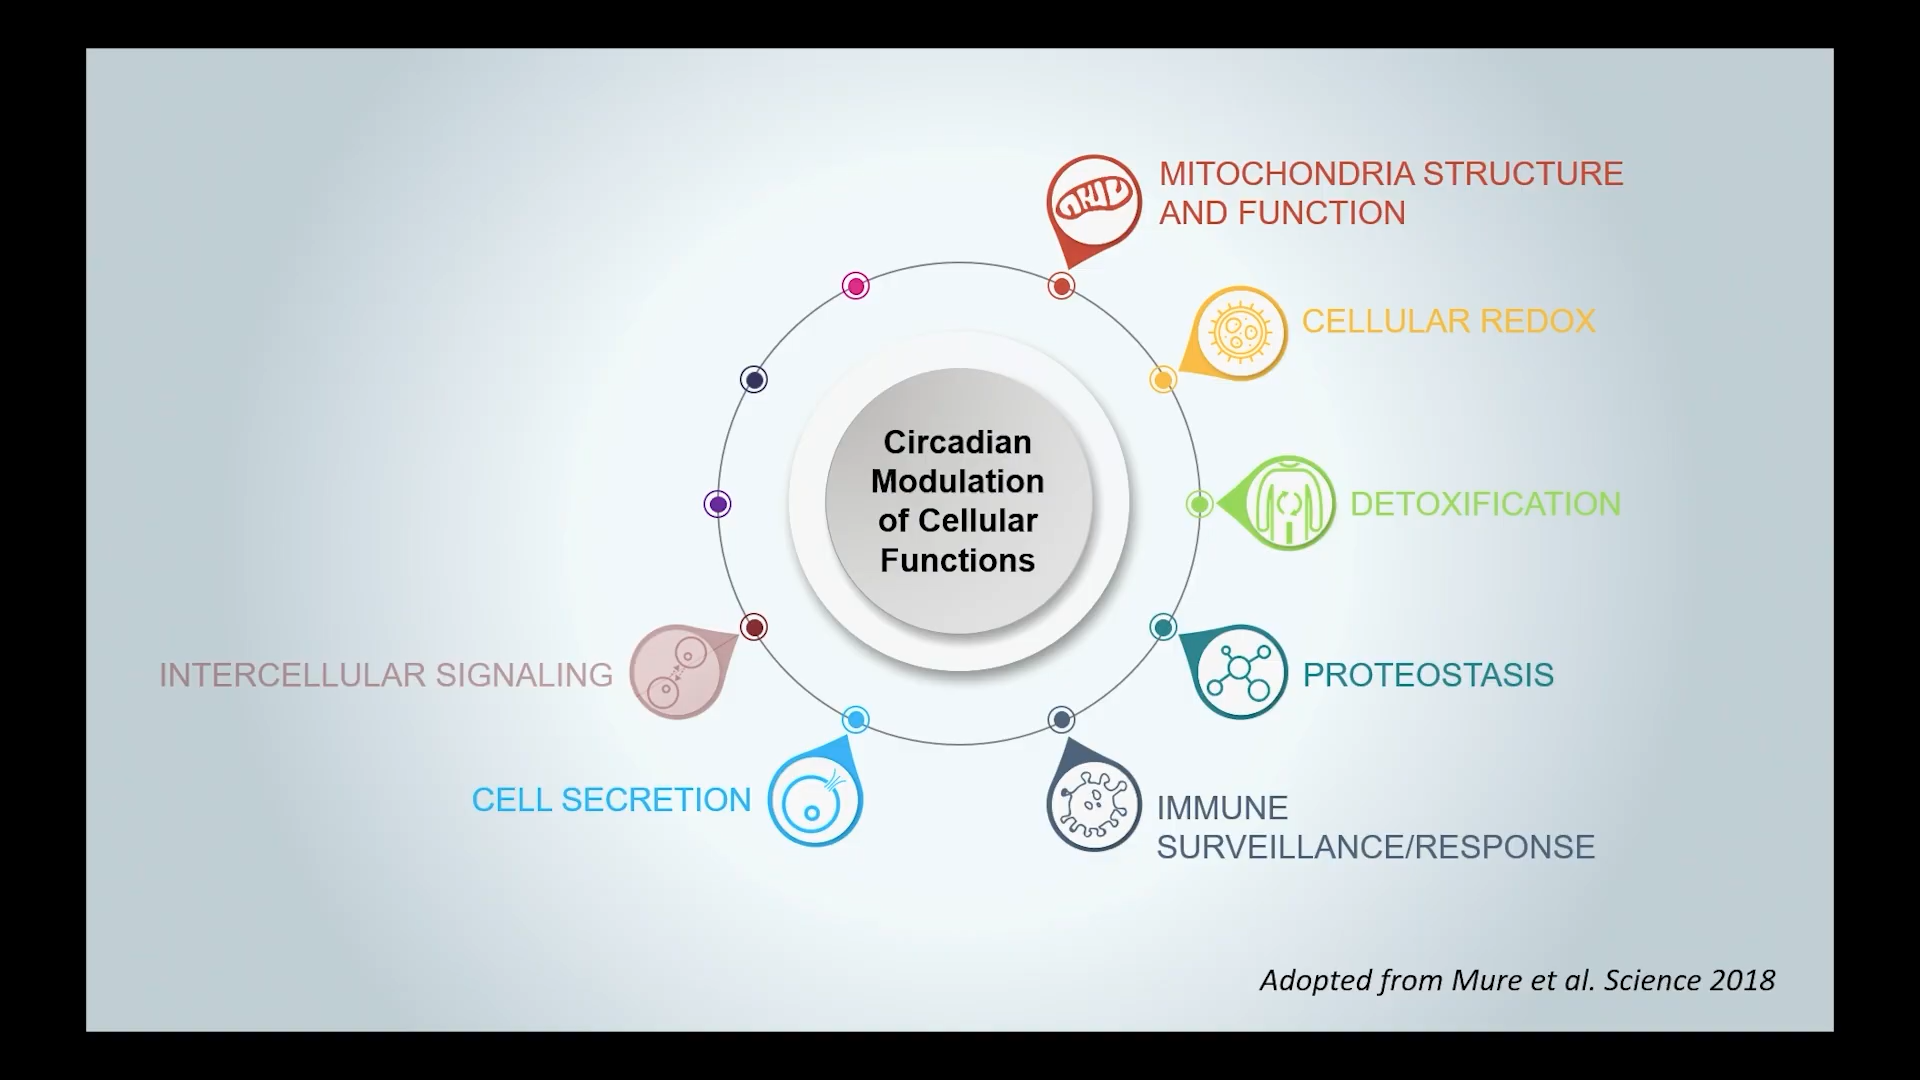 MITOCHONDRIA STRUCTURE
AND FUNCTION
CELLULAR REDOX
Circadian
Modulation
of Cellular
Functions
DETOXIFICATION
INTERCELLULAR SIGNALING
PROTEOSTASIS
CELL SECRETION
IMMUNE
SURVEILLANCE/RESPONSE
Adopted from Mure et al. Science 2018